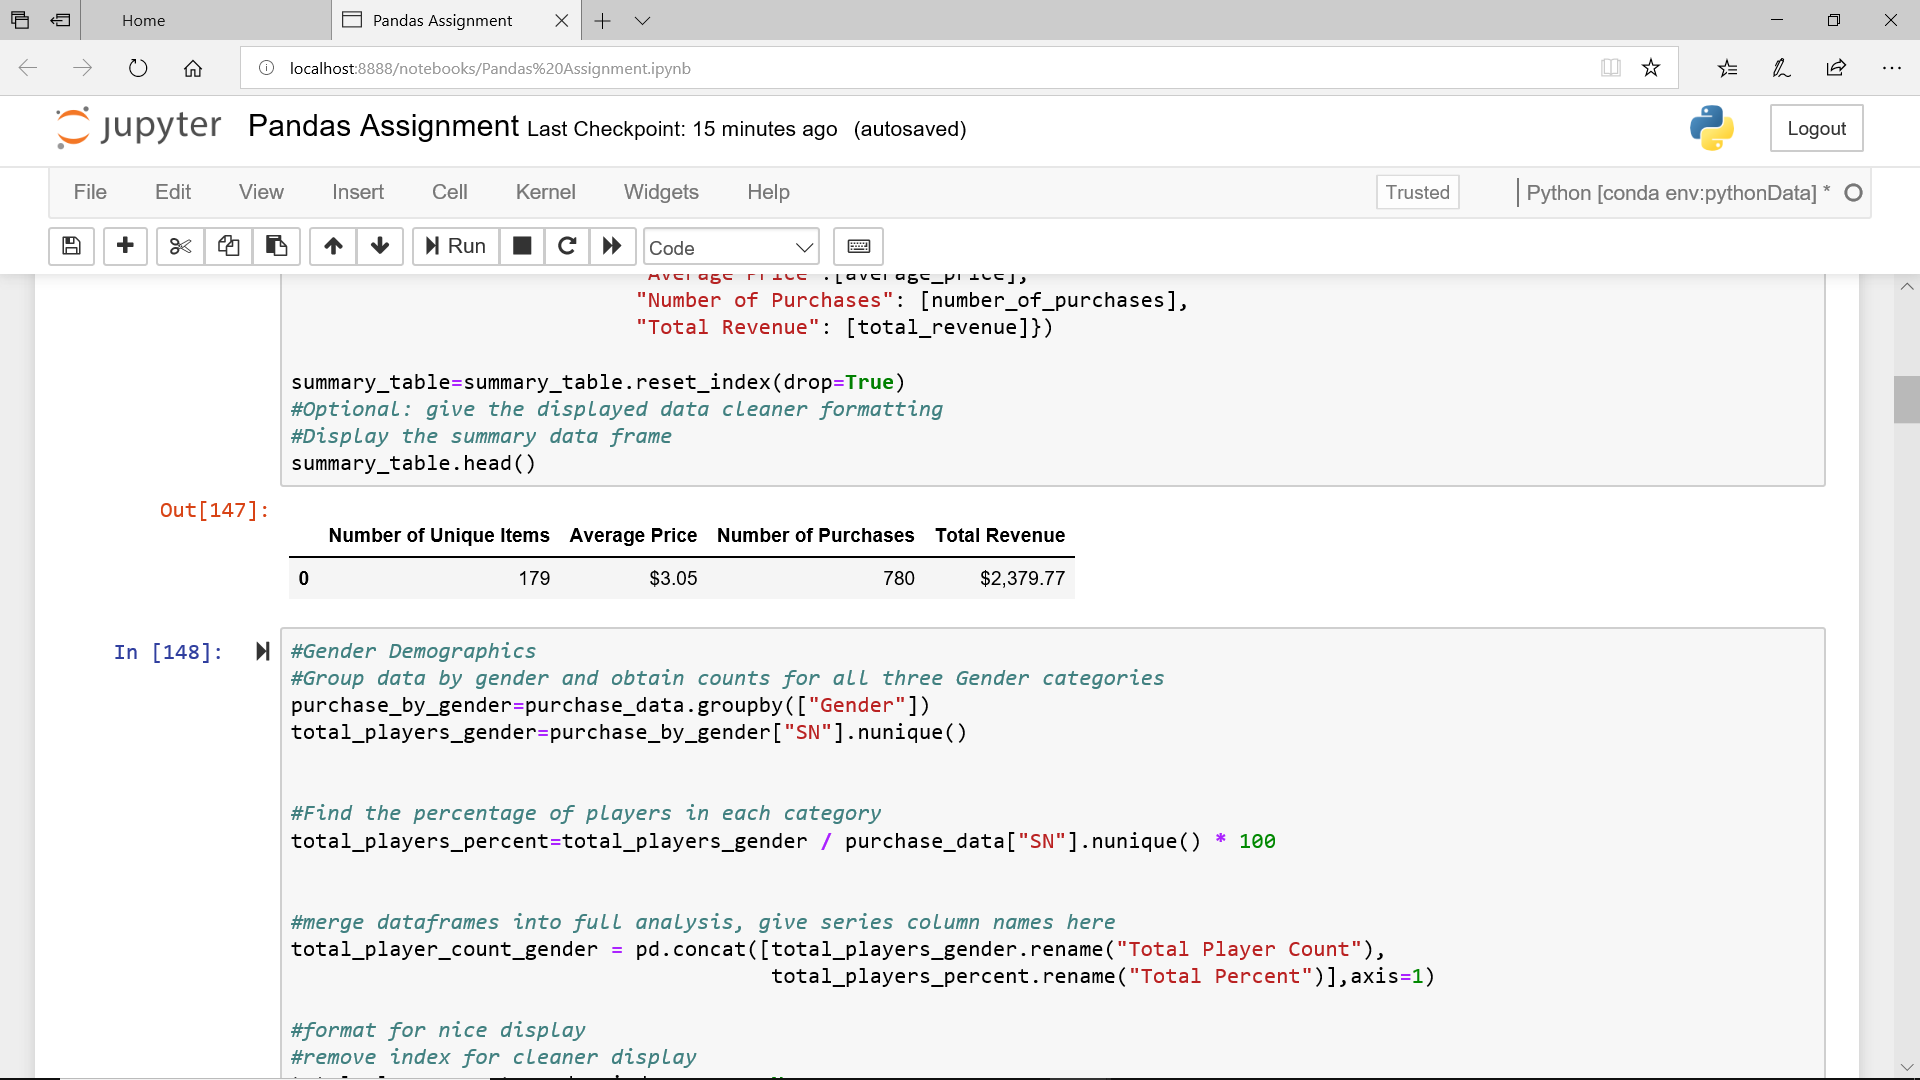 Home
Pandas Assignment
localhost:8888/notebooks/Pandas%20Assignment.ipynb
jupyter Pandas Assignment Last Checkpoint: 15 minutes ago (autosaved)
Logout
File Edit View Insert Cell Kernel Widgets Help
Trusted
Python [conda env:pythonData] *
Run
Code
"Average Price":[average_price],
"Number of Purchases": [number_of_purchases],
"Total Revenue": [total_revenue]})
summary_table=summary_table.reset_index(drop=True)
#Optional: give the displayed data cleaner formatting
#Display the summary data frame
summary_table.head()
Out[147]:
Number of Unique Items Average Price Number of Purchases Total Revenue
0 179 $3.05 780 $2,379.77
In [148]:
#Gender Demographics
#Group data by gender and obtain counts for all three Gender categories
purchase_by_gender=purchase_data.groupby(["Gender"])
total_players_gender=purchase_by_gender["SN"].nunique()
#Find the percentage of players in each category
total_players_percent=total_players_gender / purchase_data["SN"].nunique() * 100
#merge dataframes into full analysis, give series column names here
total_player_count_gender = pd.concat([total_players_gender.rename("Total Player Count"),
total_players_percent.rename("Total Percent")],axis=1)
#format for nice display
#remove index for cleaner display